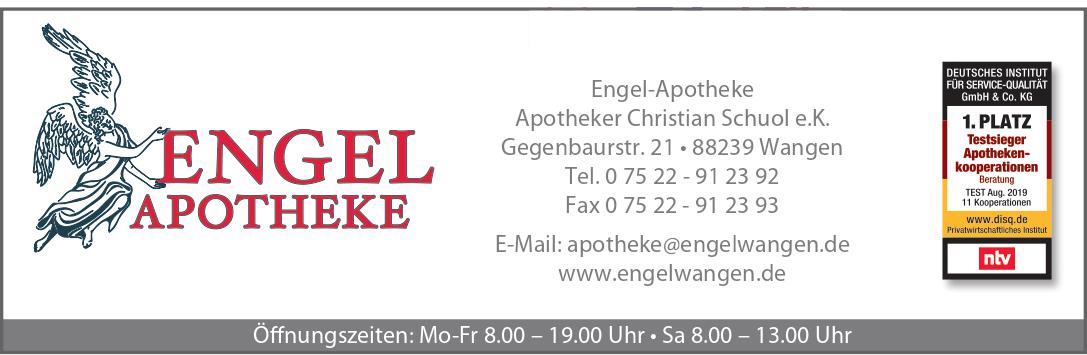 ENGEL
APOTHEKE
Engel-Apotheke
Apotheker Christian Schuol e.K.
Gegenbaurstr. 21 • 88239 Wangen
Tel. 0 75 22 - 91 23 92
Fax 0 75 22 - 91 23 93
E-Mail: apotheke@engelwangen.de
www.engelwangen.de
DEUTSCHES INSTITUT
FÜR SERVICE-QUALITÄT
GmbH & Co. KG
1. PLATZ
Testsieger
Apotheken-
kooperationen
Beratung
TEST Aug. 2019
11 Kooperationen
www.disq.de
Privatwirtschaftliches Institut
ntv
Öffnungszeiten: Mo-Fr 8.00 – 19.00 Uhr • Sa 8.00 – 13.00 Uhr